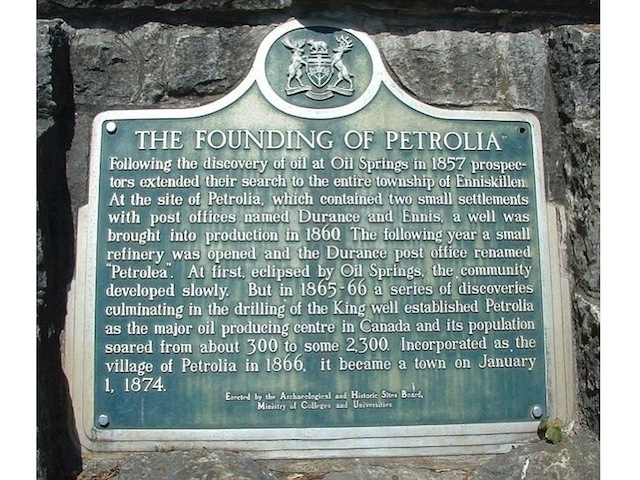 THE FOUNDING OF PETROLIA
Following the discovery of oil at Oil Springs in 1857 prospec-
tors extended their search to the entire township of Enniskillen.
At the site of Petrolia, which contained two small settlements
with post offices named Durance and Ennis, a well was
brought into production in 1860. The following year a small
refinery was opened and the Durance post office renamed
"Petrolea". At first, eclipsed by Oil Springs, the community
developed slowly. But in 1865-66 a series of discoveries
culminating in the drilling of the King well established Petrolia
as the major oil producing centre in Canada and its population
soared from about 300 to some 2,300. Incorporated as the
village of Petrolia in 1866, it became a town on January
1, 1874.
Erected by the Archaeological and Historic Sites Board,
Ministry of Colleges and Universities